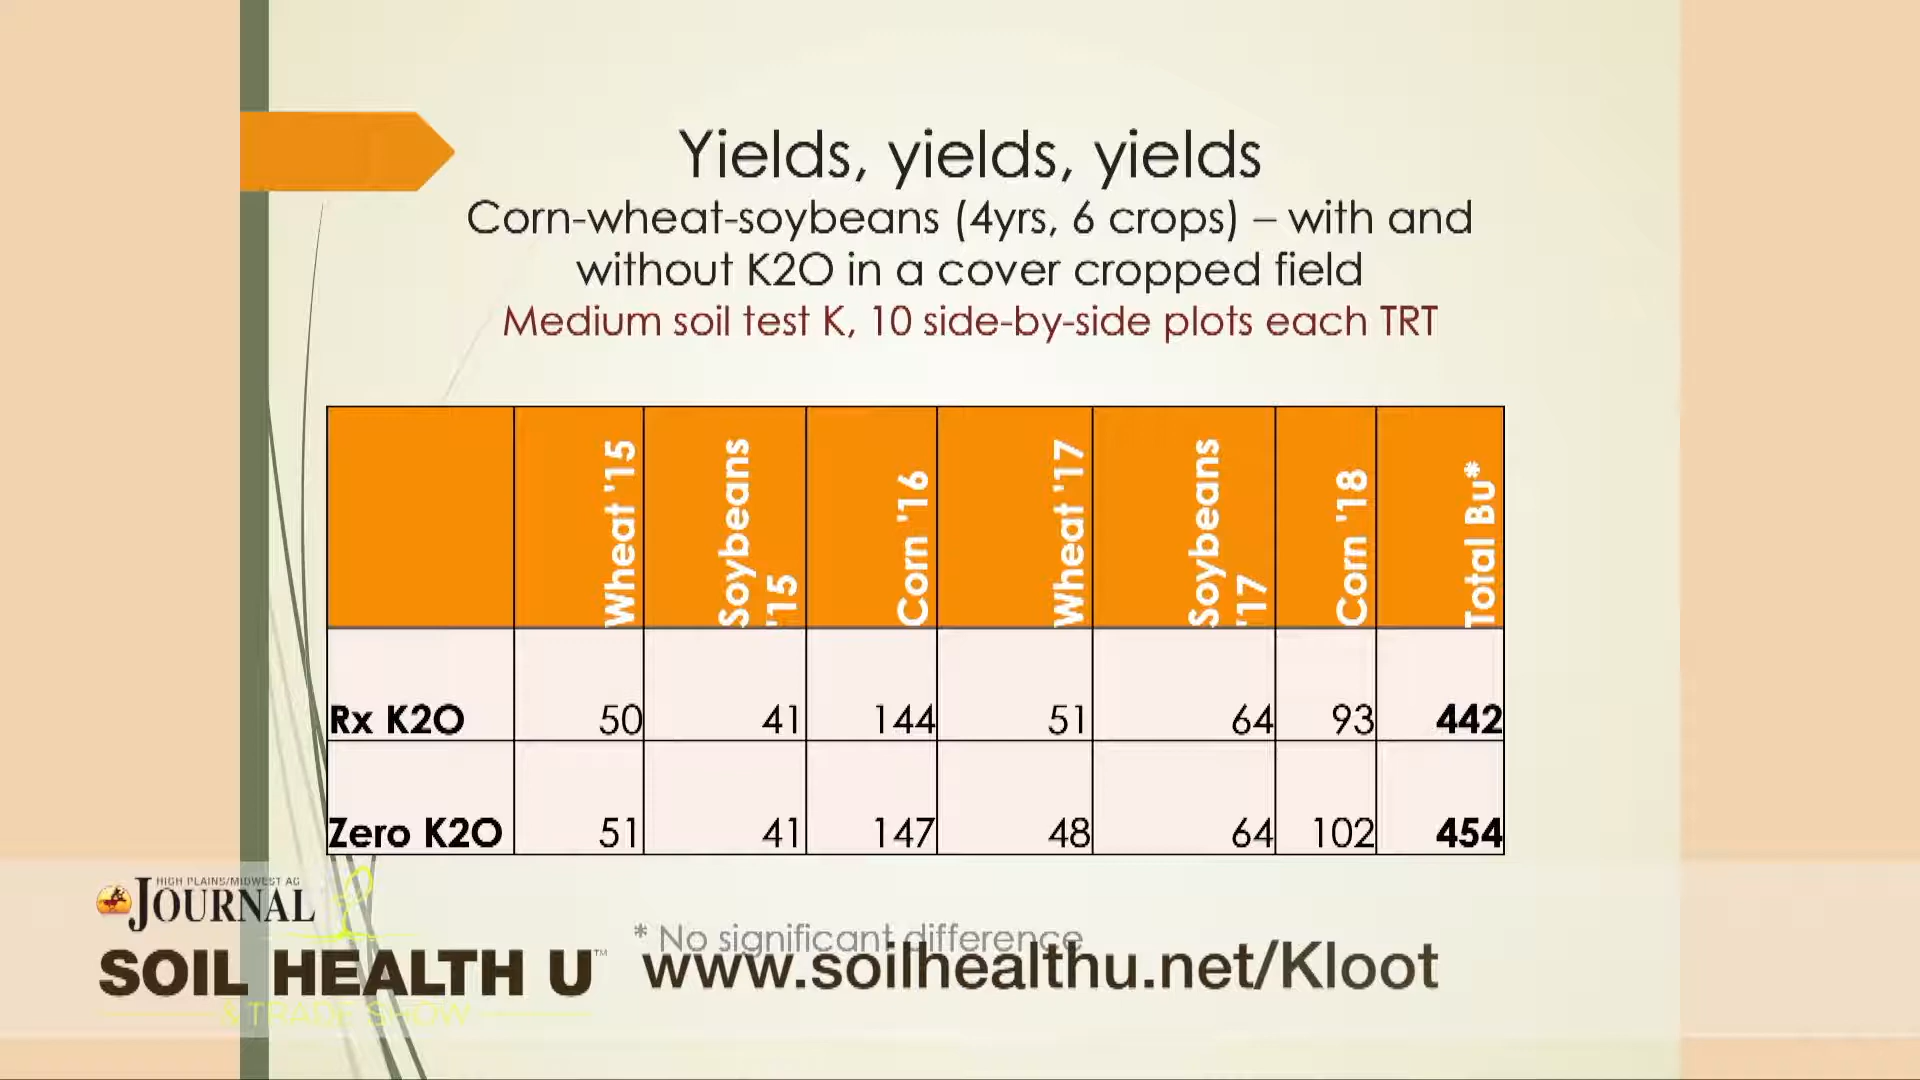 Yields, yields, yields
Corn-wheat-soybeans (4yrs, 6 crops) – with and
without K2O in a cover cropped field
Medium soil test K, 10 side-by-side plots each TRT
Wheat '15
Soybeans
'15
Corn '16
Wheat '17
Soybeans
'17
Corn '18
Total Bu*
Rx K2O 50 41 144 51 64 93 442
Zero K2O 51 41 147 48 64 102 454
* No significant difference
HIGH PLAINS/MIDWEST AG
JOURNAL
SOIL HEALTH U™
& TRADE SHOW
www.soilhealthu.net/Kloot